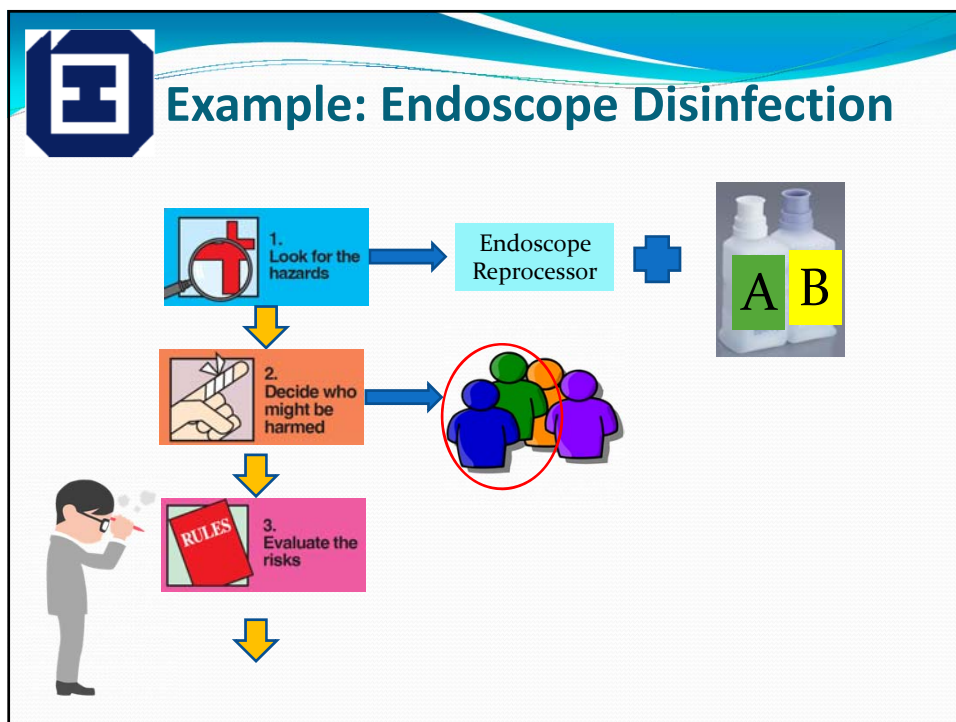 Example: Endoscope Disinfection
1.
Look for the
hazards
Endoscope
Reprocessor
A B
2.
Decide who
might be
harmed
RULES
3.
Evaluate the
risks